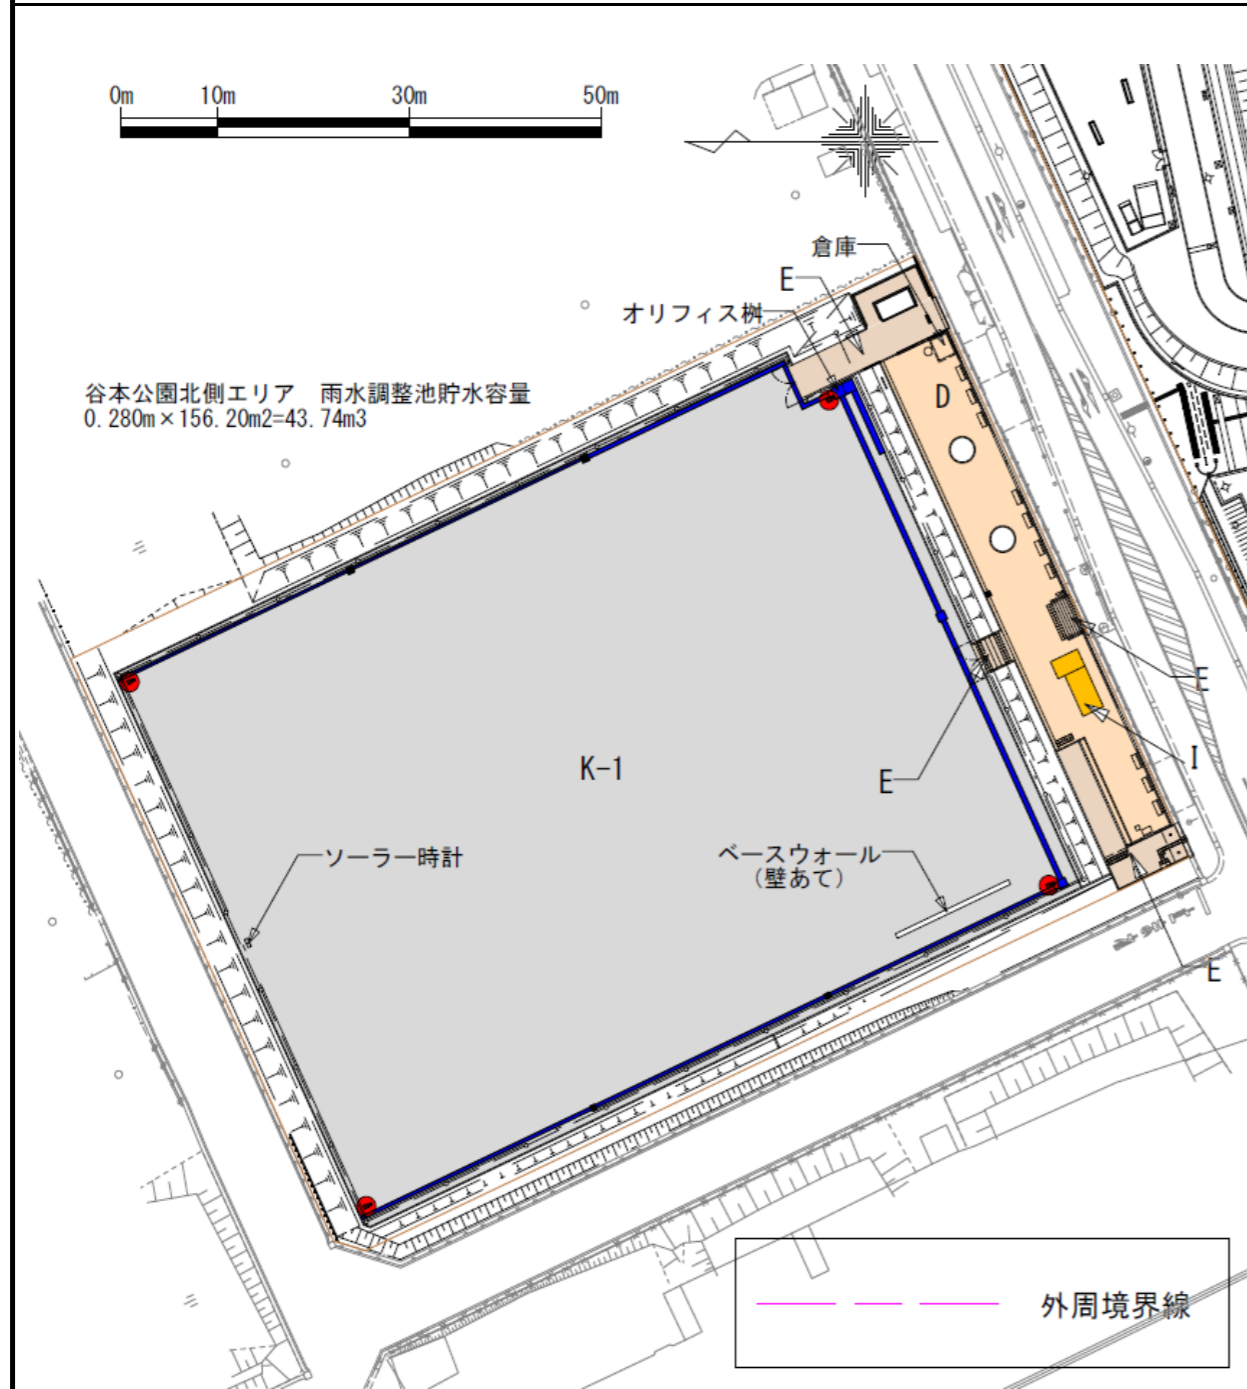 0m 10m 30m 50m
倉庫
E
オリフィス桝
谷本公園北側エリア 雨水調整池貯水容量
0.280m×156.20m2=43.74m3
D
E
I
K-1
E
ソーラー時計
ベースウォール
（壁あて）
E
外周境界線